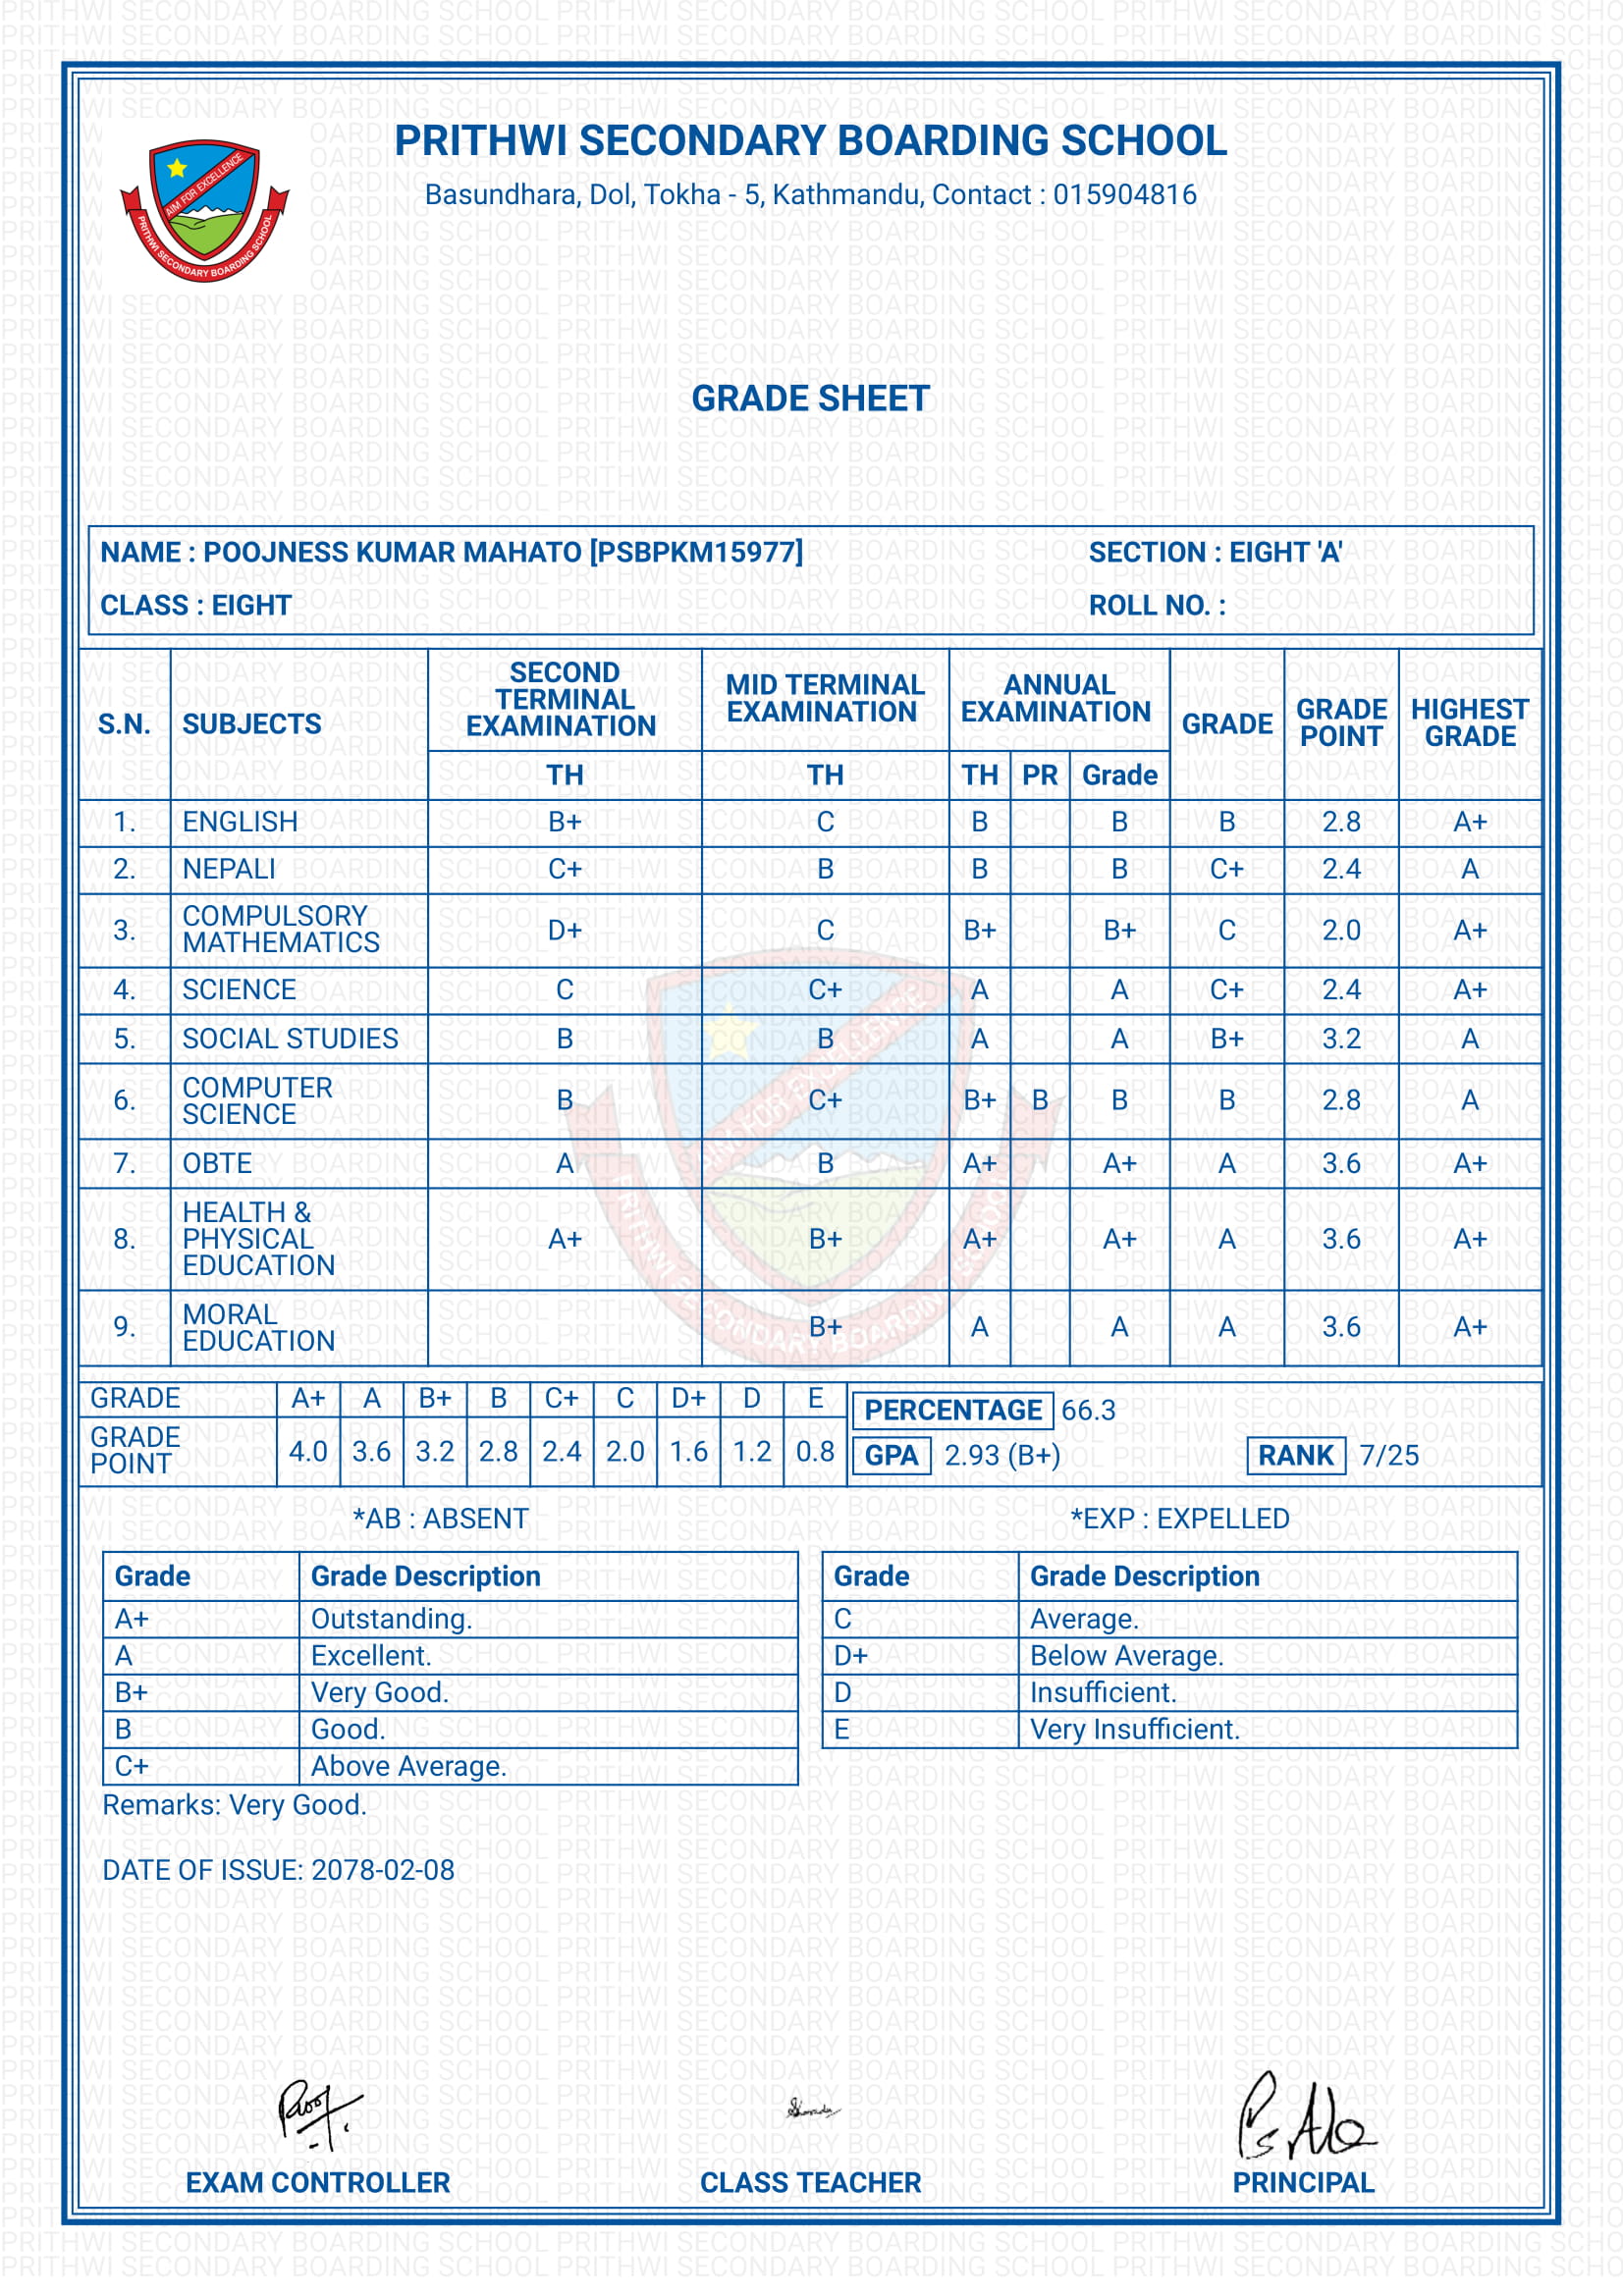 PRITHWI SECONDARY BOARDING SCHOOL
Basundhara, Dol, Tokha - 5, Kathmandu, Contact : 015904816
AIM FOR EXCELLENCE
PRITHWI SECONDARY BOARDING SCHOOL
GRADE SHEET
NAME : POOJNESS KUMAR MAHATO [PSBPKM15977] SECTION : EIGHT 'A'
CLASS : EIGHT ROLL NO. :
S.N. SUBJECTS SECOND TERMINAL EXAMINATION MID TERMINAL EXAMINATION ANNUAL EXAMINATION GRADE GRADE POINT HIGHEST GRADE
TH TH TH PR Grade
1. ENGLISH B+ C B B B 2.8 A+
2. NEPALI C+ B B B C+ 2.4 A
3. COMPULSORY MATHEMATICS D+ C B+ B+ C 2.0 A+
4. SCIENCE C C+ A A C+ 2.4 A+
5. SOCIAL STUDIES B B A A B+ 3.2 A
6. COMPUTER SCIENCE B C+ B+ B B B 2.8 A
7. OBTE A B A+ A+ A 3.6 A+
8. HEALTH & PHYSICAL EDUCATION A+ B+ A+ A+ A 3.6 A+
9. MORAL EDUCATION B+ A A A 3.6 A+
GRADE A+ A B+ B C+ C D+ D E
GRADE POINT 4.0 3.6 3.2 2.8 2.4 2.0 1.6 1.2 0.8
PERCENTAGE 66.3
GPA 2.93 (B+) RANK 7/25
*AB : ABSENT *EXP : EXPELLED
Grade Grade Description
A+ Outstanding.
A Excellent.
B+ Very Good.
B Good.
C+ Above Average.
Grade Grade Description
C Average.
D+ Below Average.
D Insufficient.
E Very Insufficient.
Remarks: Very Good.
DATE OF ISSUE: 2078-02-08
EXAM CONTROLLER CLASS TEACHER PRINCIPAL